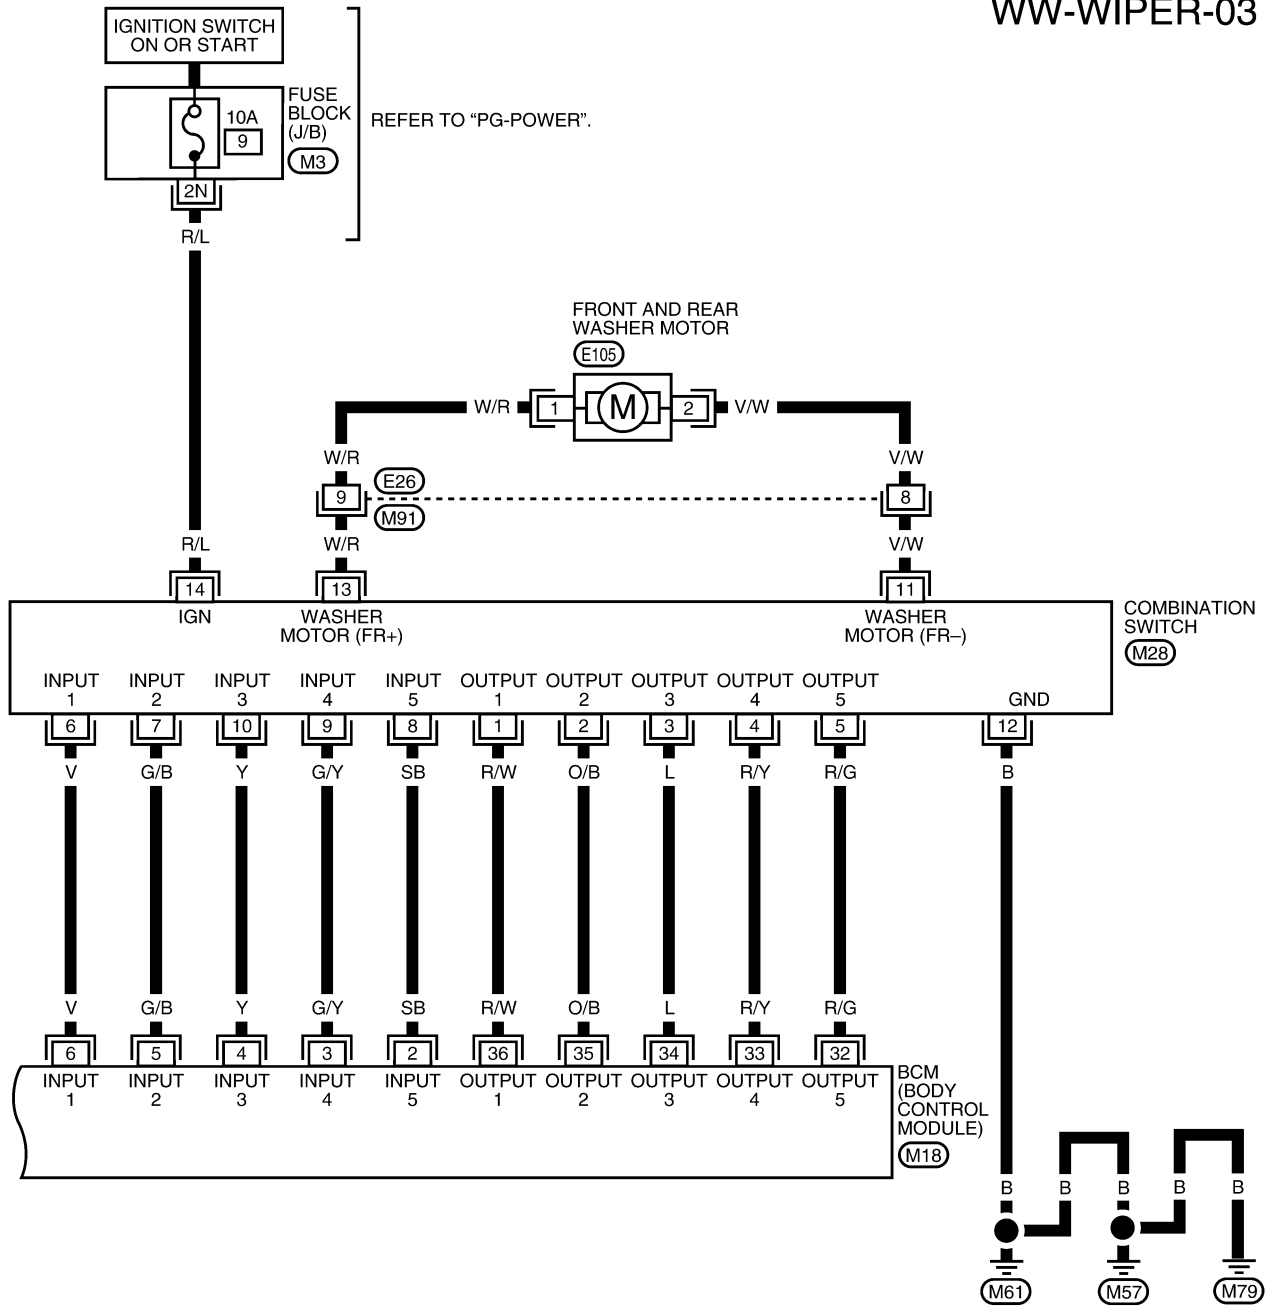 WW-WIPER-03
IGNITION SWITCH
ON OR START
FUSE
BLOCK
(J/B)
M3
10A
9
2N
REFER TO “PG-POWER”.
R/L
FRONT AND REAR
WASHER MOTOR
E105
W/R 1 M 2 V/W
W/R V/W
9 E26 8
M91
R/L W/R V/W
14 13 11
IGN WASHER WASHER
MOTOR (FR+) MOTOR (FR–)
COMBINATION
SWITCH
M28
INPUT INPUT INPUT INPUT INPUT OUTPUT OUTPUT OUTPUT OUTPUT OUTPUT
1 2 3 4 5 1 2 3 4 5 GND
6 7 10 9 8 1 2 3 4 5 12
V G/B Y G/Y SB R/W O/B L R/Y R/G B
V G/B Y G/Y SB R/W O/B L R/Y R/G
6 5 4 3 2 36 35 34 33 32
INPUT INPUT INPUT INPUT INPUT OUTPUT OUTPUT OUTPUT OUTPUT OUTPUT
1 2 3 4 5 1 2 3 4 5
BCM
(BODY
CONTROL
MODULE)
M18
B B B B B
M61 M57 M79